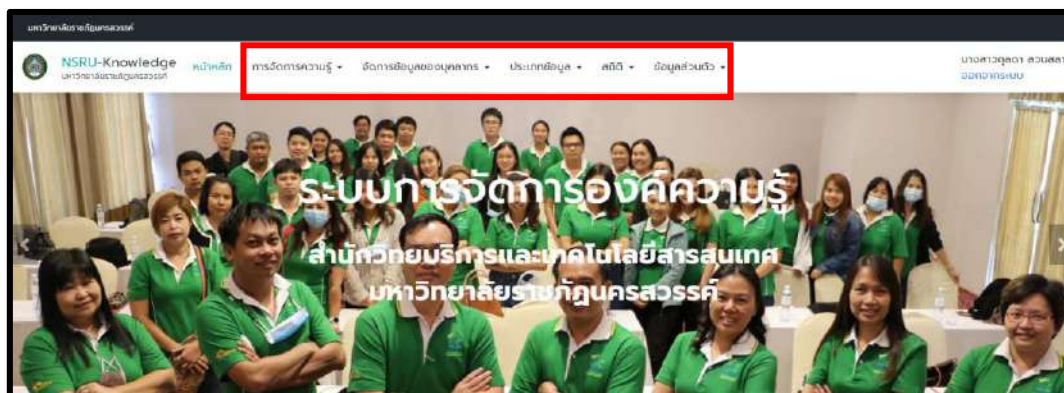 มหาวิทยาลัยราชภัฏนครสวรรค์
NSRU-Knowledge
มหาวิทยาลัยราชภัฏนครสวรรค์
หน้าหลัก
การจัดการความรู้
จัดการข้อมูลของบุคลากร
ประเภทข้อมูล
สถิติ
ข้อมูลส่วนตัว
ออกจากระบบ
ระบบการจัดการองค์ความรู้
สำนักวิทยบริการและเทคโนโลยีสารสนเทศ
มหาวิทยาลัยราชภัฏนครสวรรค์